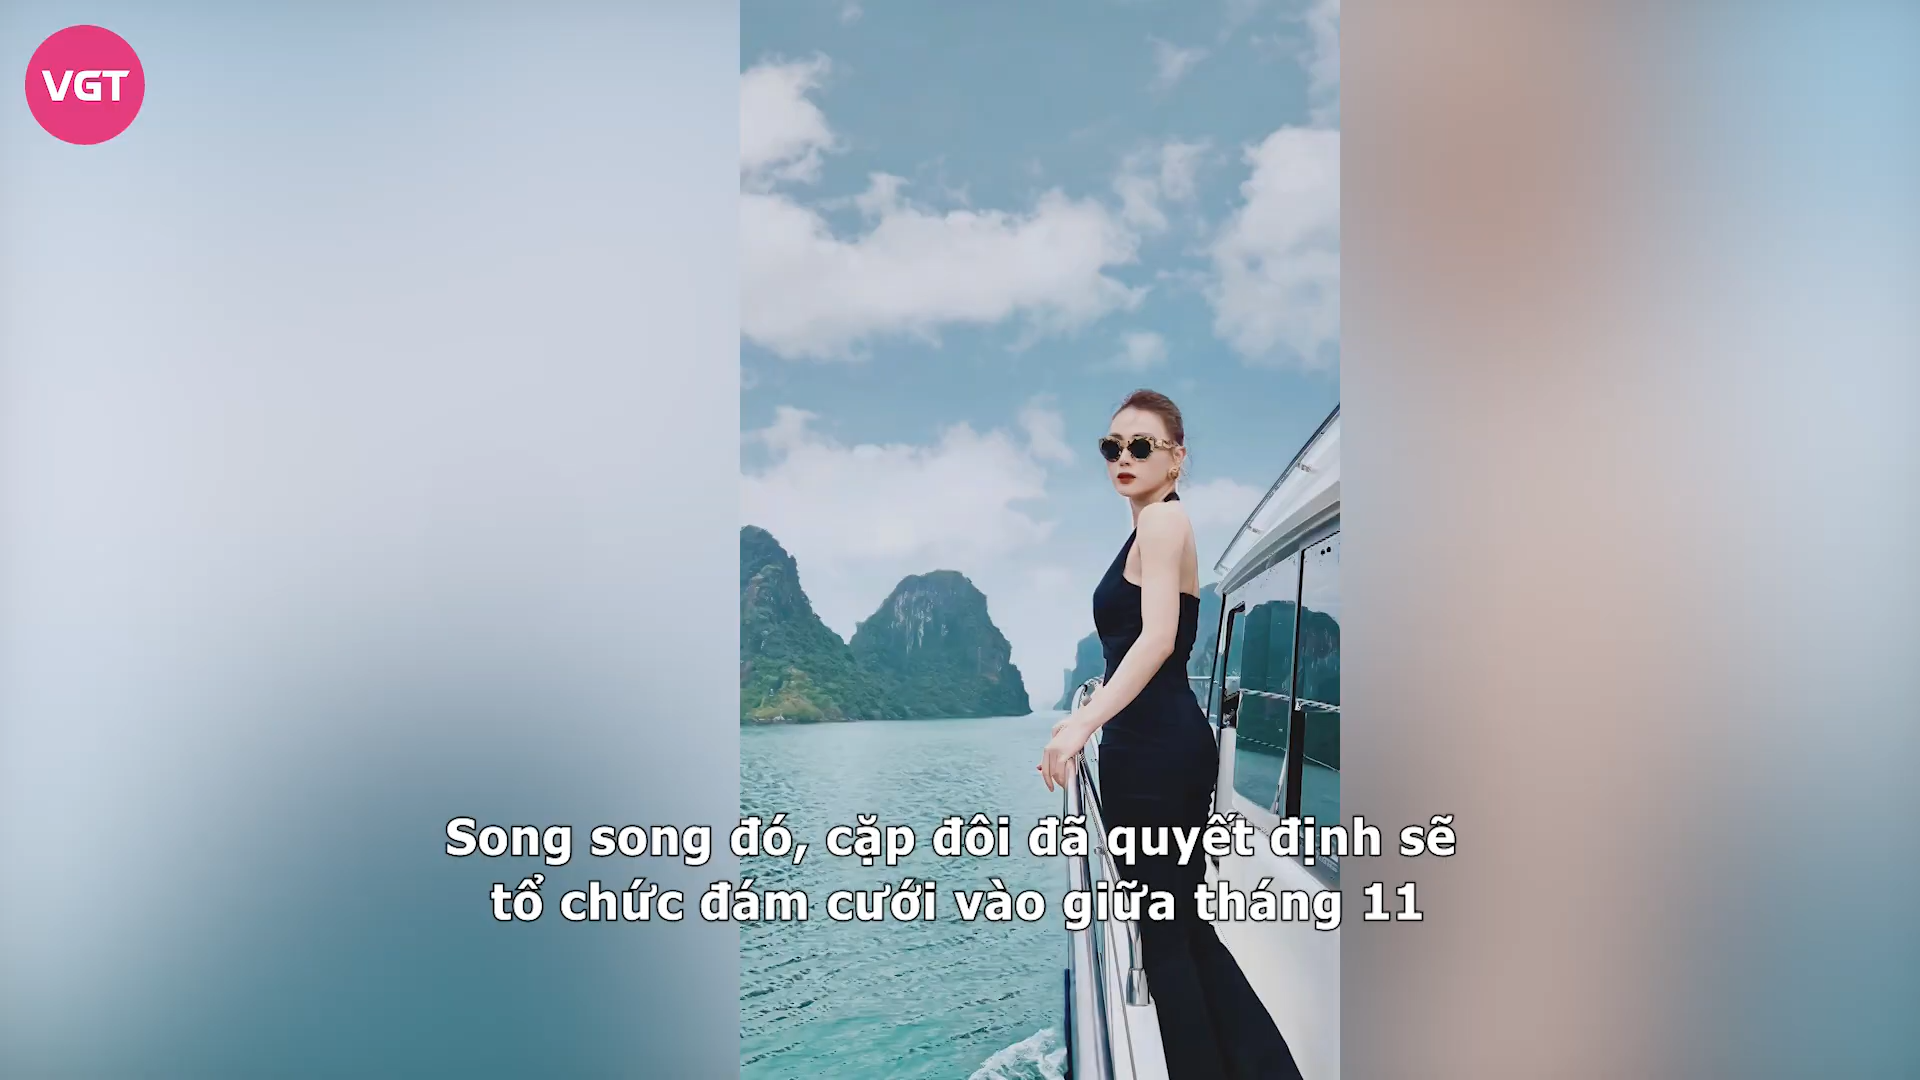 VGT
Song song đó, cặp đôi đã quyết định sẽ
tổ chức đám cưới vào giữa tháng 11